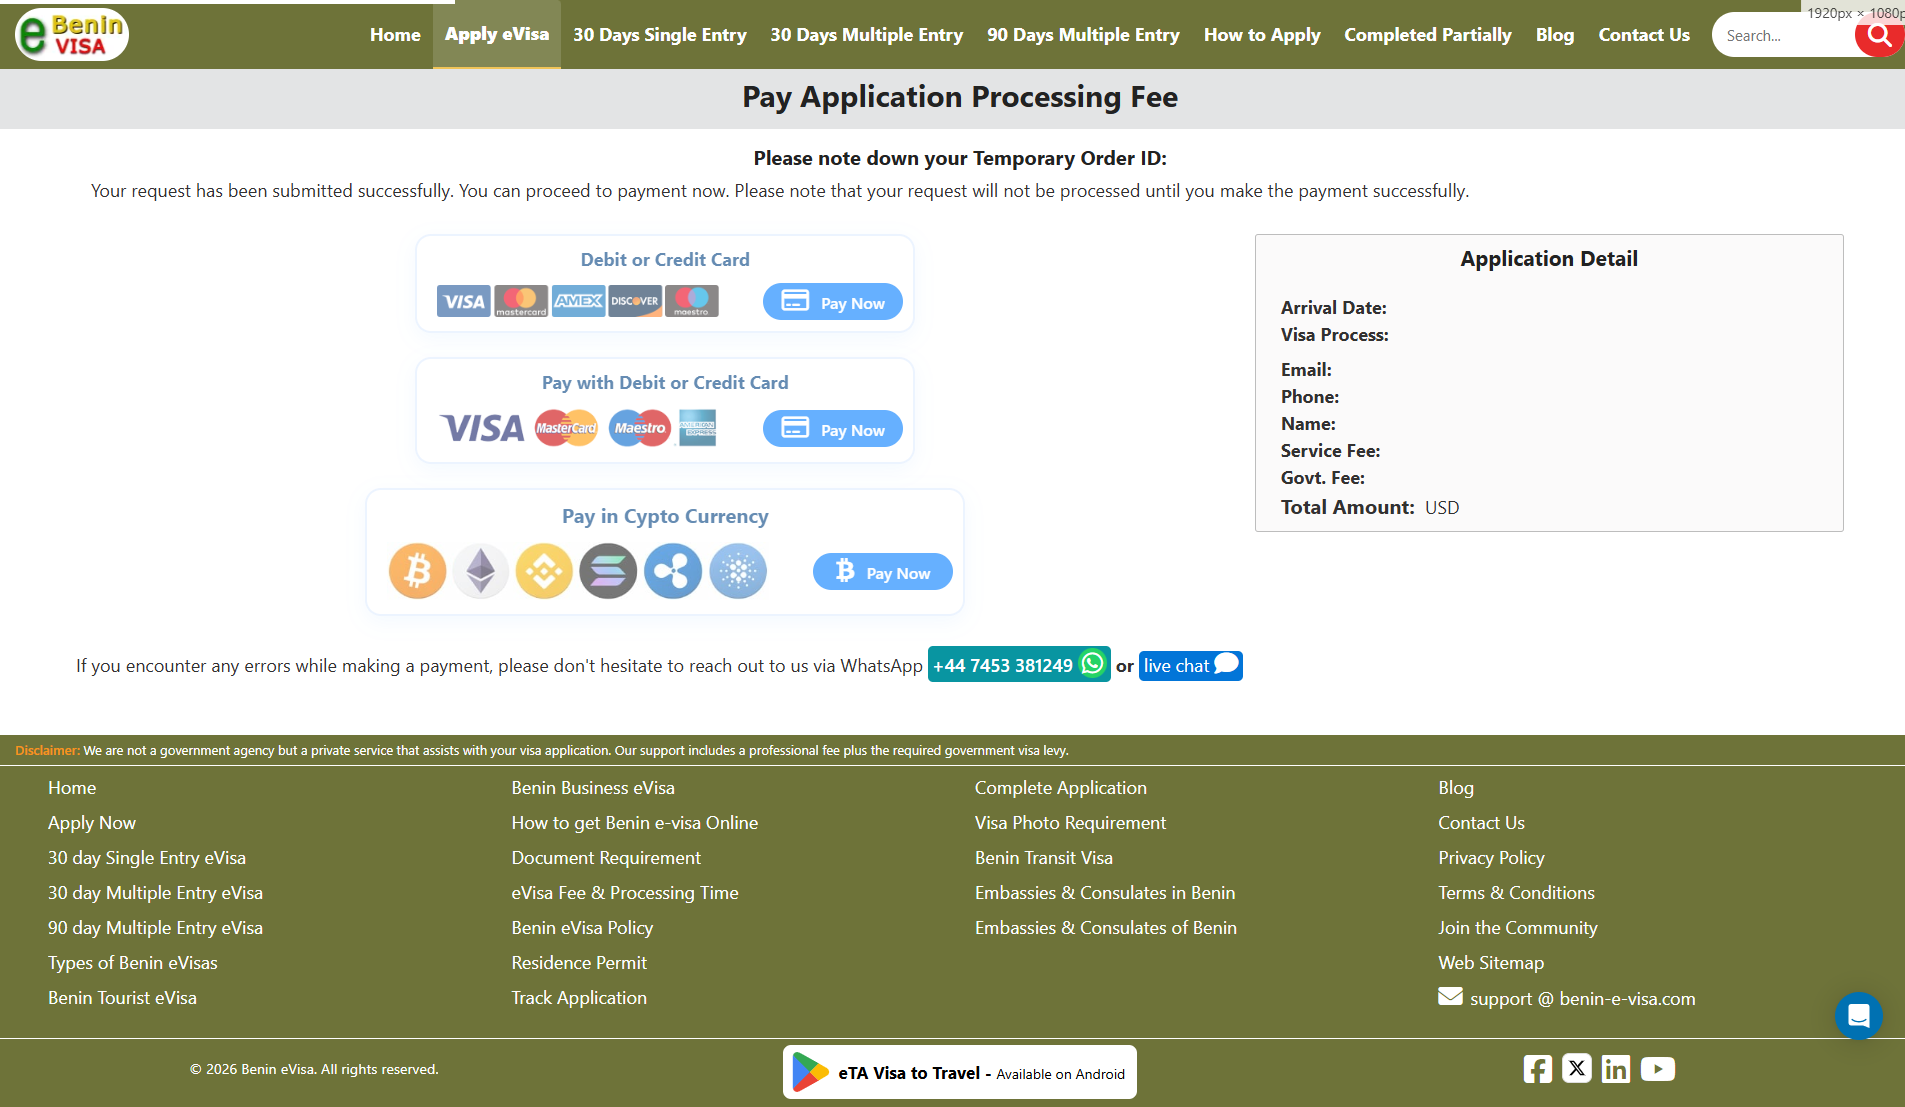 e Benin VISA
Home
Apply eVisa
30 Days Single Entry
30 Days Multiple Entry
90 Days Multiple Entry
How to Apply
Completed Partially
Blog
Contact Us
Search...
1920px × 1080p
Pay Application Processing Fee
Please note down your Temporary Order ID:
Your request has been submitted successfully. You can proceed to payment now. Please note that your request will not be processed until you make the payment successfully.
Debit or Credit Card
VISA mastercard AMEX DISCOVER maestro
Pay Now
Pay with Debit or Credit Card
VISA MasterCard Maestro AMERICAN EXPRESS
Pay Now
Pay in Cypto Currency
Pay Now
Application Detail
Arrival Date:
Visa Process:
Email:
Phone:
Name:
Service Fee:
Govt. Fee:
Total Amount: USD
If you encounter any errors while making a payment, please don't hesitate to reach out to us via WhatsApp +44 7453 381249 or live chat
Disclaimer: We are not a government agency but a private service that assists with your visa application. Our support includes a professional fee plus the required government visa levy.
Home
Apply Now
30 day Single Entry eVisa
30 day Multiple Entry eVisa
90 day Multiple Entry eVisa
Types of Benin eVisas
Benin Tourist eVisa
Benin Business eVisa
How to get Benin e-visa Online
Document Requirement
eVisa Fee & Processing Time
Benin eVisa Policy
Residence Permit
Track Application
Complete Application
Visa Photo Requirement
Benin Transit Visa
Embassies & Consulates in Benin
Embassies & Consulates of Benin
Blog
Contact Us
Privacy Policy
Terms & Conditions
Join the Community
Web Sitemap
support @ benin-e-visa.com
© 2026 Benin eVisa. All rights reserved.
eTA Visa to Travel - Available on Android